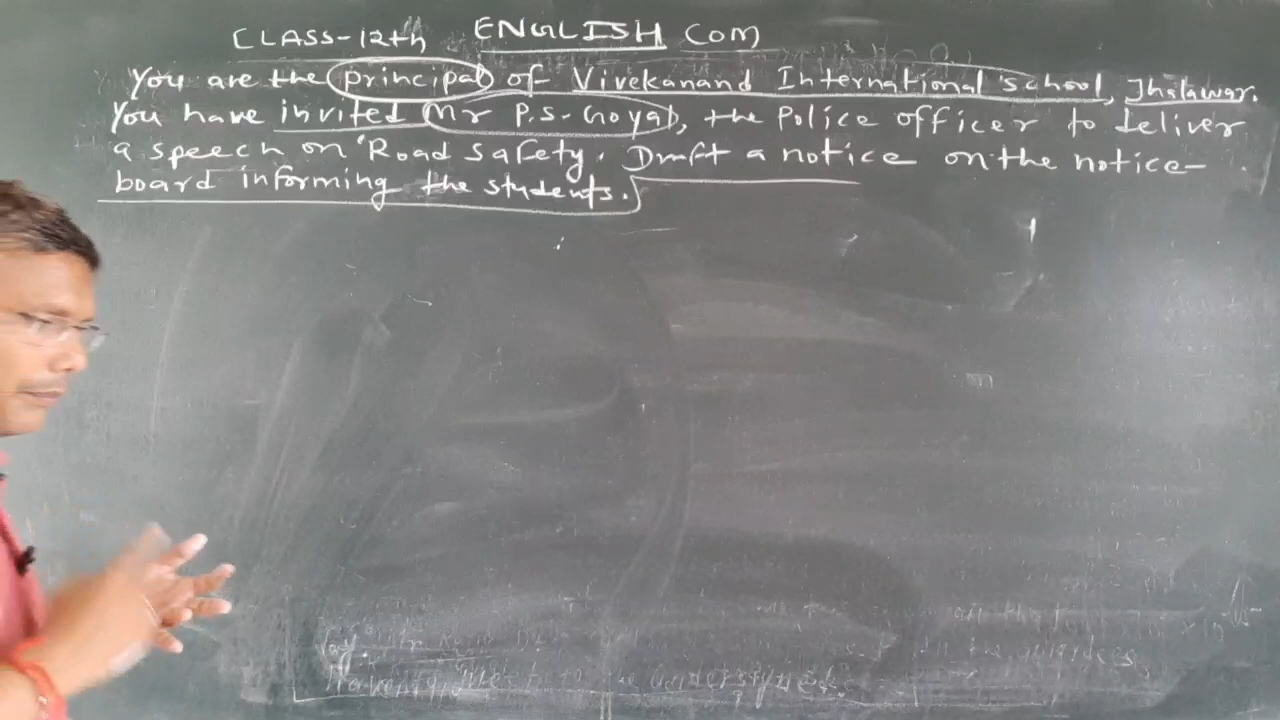 CLASS-12th ENGLISH COM
You are the principal of Vivekanand International school, Jhalawar.
You have invited Mr P.S. Goyal, the Police officer to deliver
a speech on 'Road safety. Draft a notice on the notice-
board informing the students.